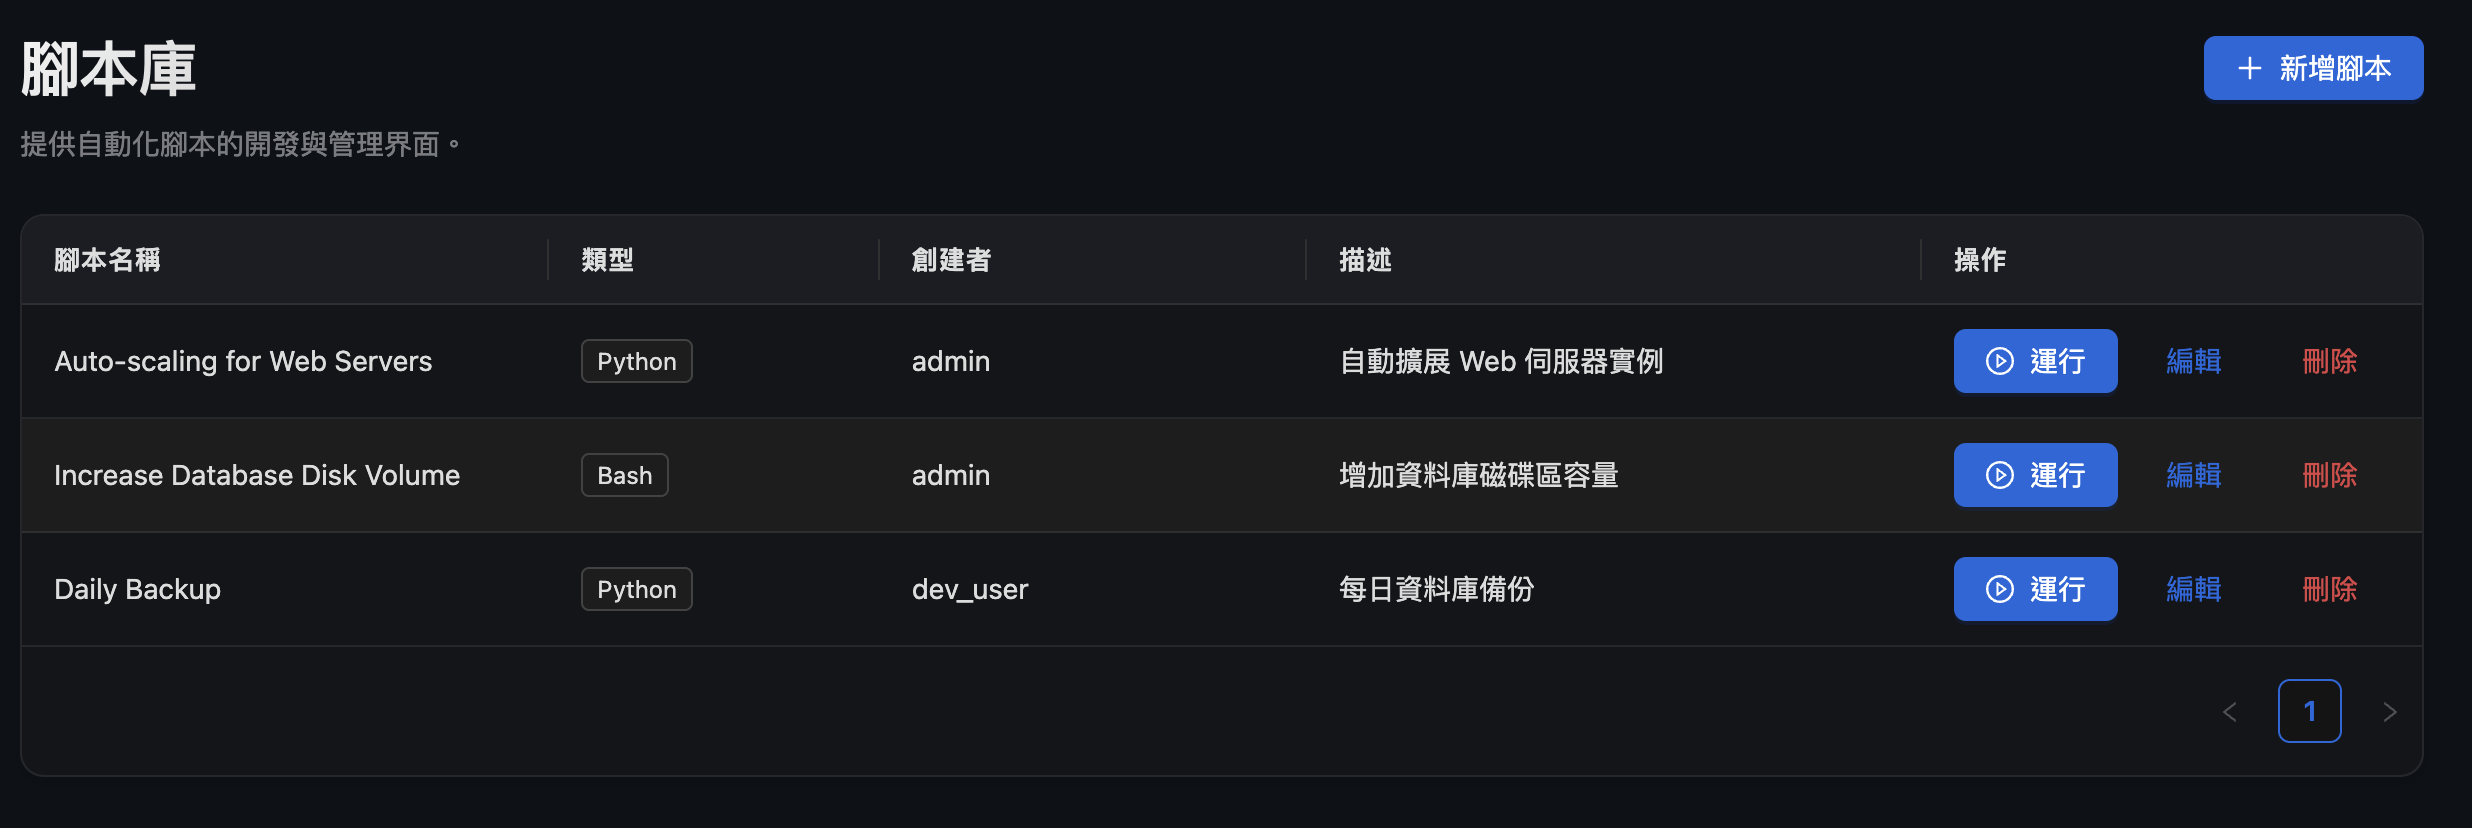 腳本庫
+ 新增腳本
提供自動化腳本的開發與管理界面。
腳本名稱 類型 創建者 描述 操作
Auto-scaling for Web Servers Python admin 自動擴展 Web 伺服器實例 運行 編輯 刪除
Increase Database Disk Volume Bash admin 增加資料庫磁碟區容量 運行 編輯 刪除
Daily Backup Python dev_user 每日資料庫備份 運行 編輯 刪除
< 1 >